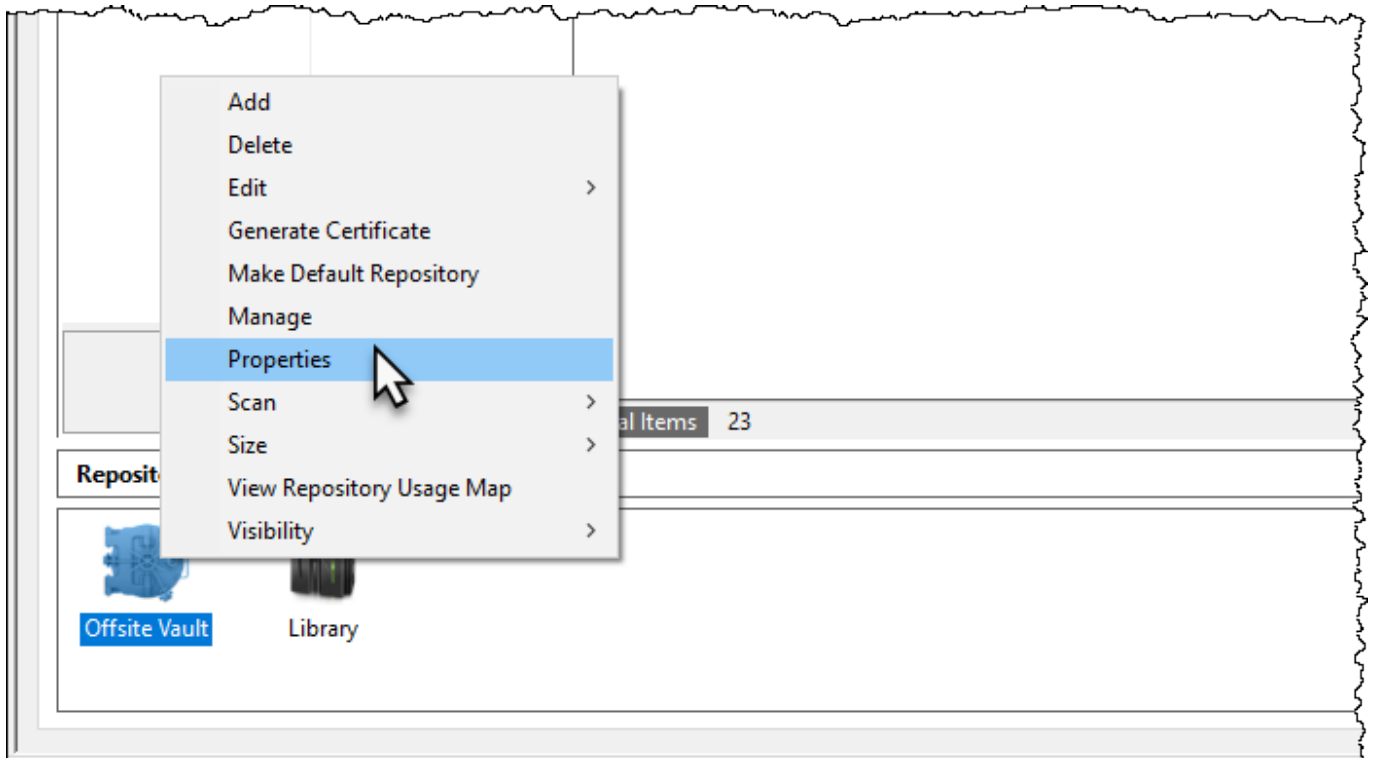 Add
Delete
Edit
Generate Certificate
Make Default Repository
Manage
Properties
Scan
Size
View Repository Usage Map
Visibility
al Items 23
Reposit
Offsite Vault
Library